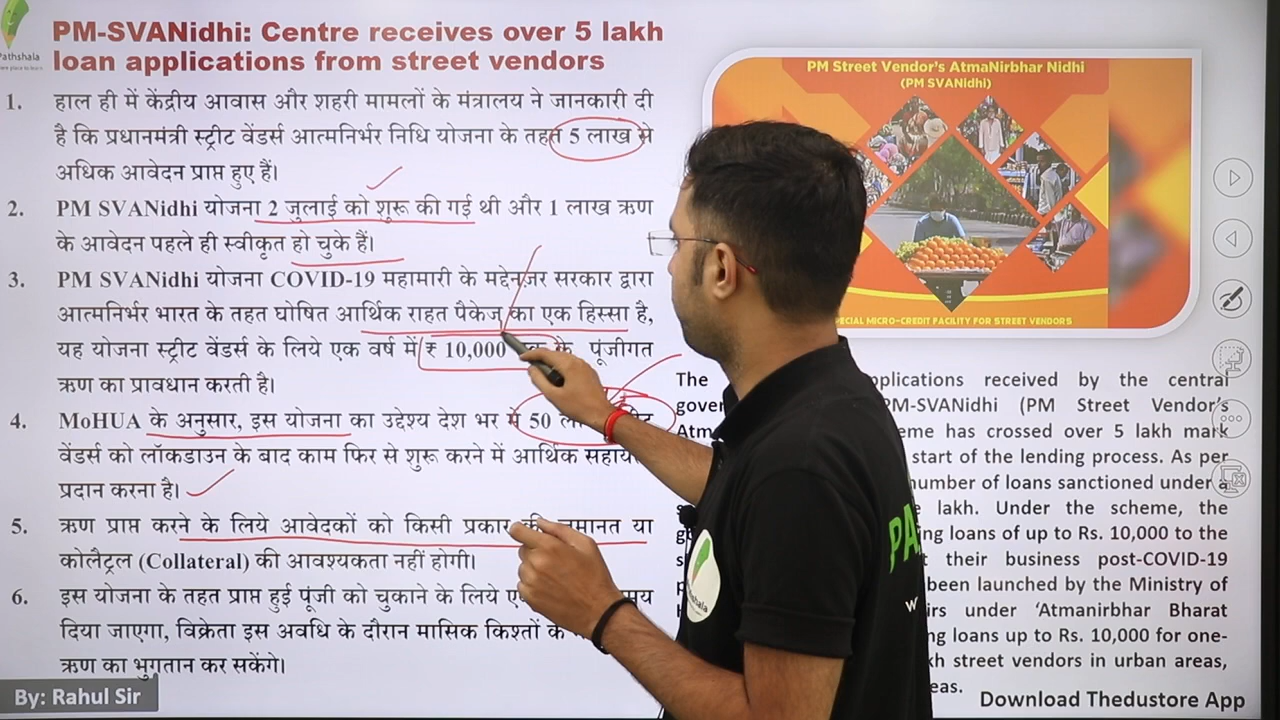 Pathshala
PM-SVANidhi: Centre receives over 5 lakh
loan applications from street vendors
1. हाल ही में केंद्रीय आवास और शहरी मामलों के मंत्रालय ने जानकारी दी
है कि प्रधानमंत्री स्ट्रीट वेंडर्स आत्मनिर्भर निधि योजना के तहत 5 लाख से
अधिक आवेदन प्राप्त हुए हैं।
2. PM SVANidhi योजना 2 जुलाई को शुरू की गई थी और 1 लाख ऋण
के आवेदन पहले ही स्वीकृत हो चुके हैं।
3. PM SVANidhi योजना COVID-19 महामारी के मद्देनज़र सरकार द्वारा
आत्मनिर्भर भारत के तहत घोषित आर्थिक राहत पैकेज का एक हिस्सा है,
यह योजना स्ट्रीट वेंडर्स के लिये एक वर्ष में ₹ 10,000 के पूंजीगत
ऋण का प्रावधान करती है।
4. MoHUA के अनुसार, इस योजना का उद्देश्य देश भर में 50
वेंडर्स को लॉकडाउन के बाद काम फिर से शुरू करने में आर्थिक
प्रदान करना है।
5. ऋण प्राप्त करने के लिये आवेदकों को किसी प्रकार की जमानत या
कोलैट्रल (Collateral) की आवश्यकता नहीं होगी।
6. इस योजना के तहत प्राप्त हुई पूंजी को चुकाने के लिये
दिया जाएगा, विक्रेता इस अवधि के दौरान मासिक किश्तों के
ऋण का भुगतान कर सकेंगे।
By: Rahul Sir
PM Street Vendor's AtmaNirbhar Nidhi
(PM SVANidhi)
SPECIAL MICRO-CREDIT FACILITY FOR STREET VENDORS
The applications received by the central
PM-SVANidhi (PM Street Vendor's
has crossed over 5 lakh mark
start of the lending process. As per
number of loans sanctioned under a
lakh. Under the scheme, the
loans of up to Rs. 10,000 to the
their business post-COVID-19
been launched by the Ministry of
under 'Atmanirbhar Bharat
loans up to Rs. 10,000 for one-
street vendors in urban areas,
Download Thedustore App